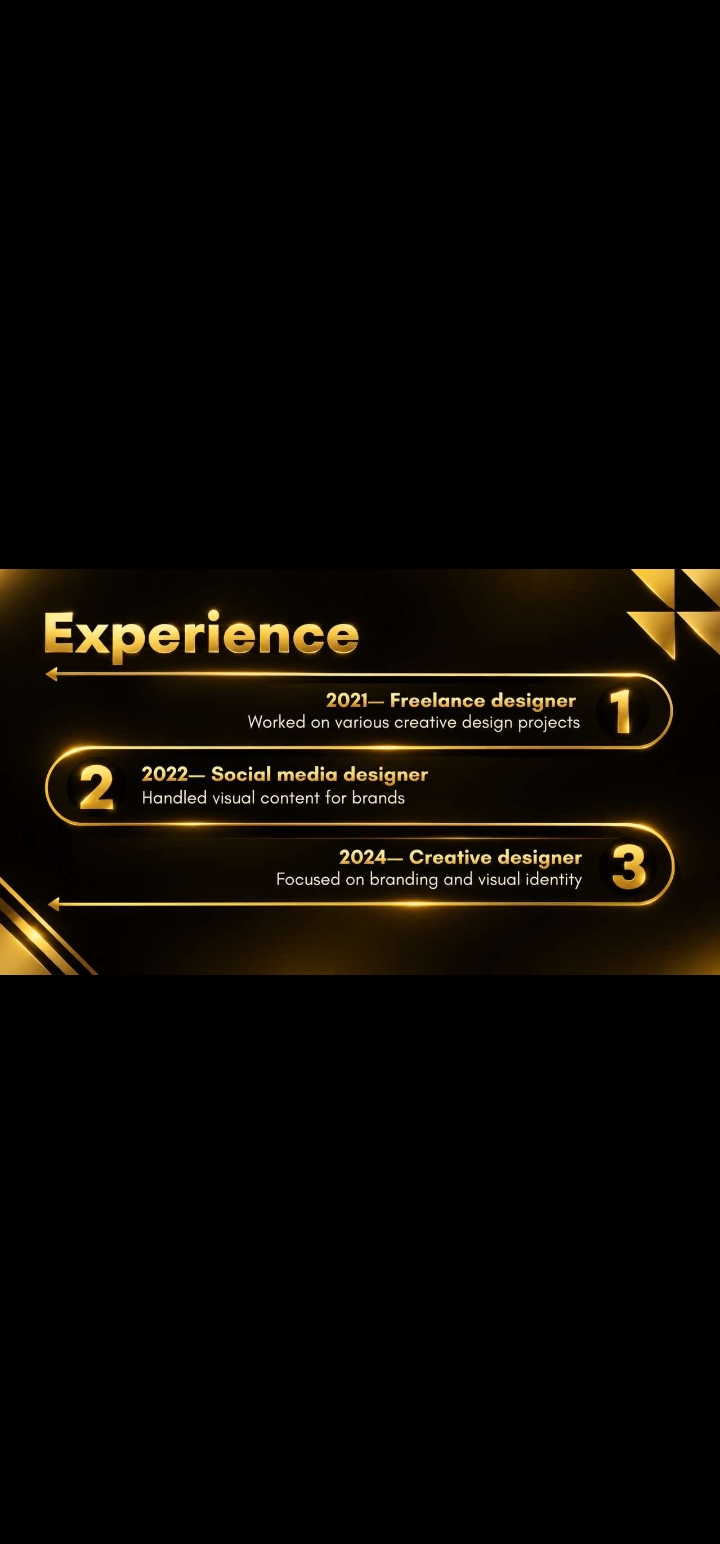 Experience
2021— Freelance designer
Worked on various creative design projects
1
2
2022— Social media designer
Handled visual content for brands
2024— Creative designer
Focused on branding and visual identity
3